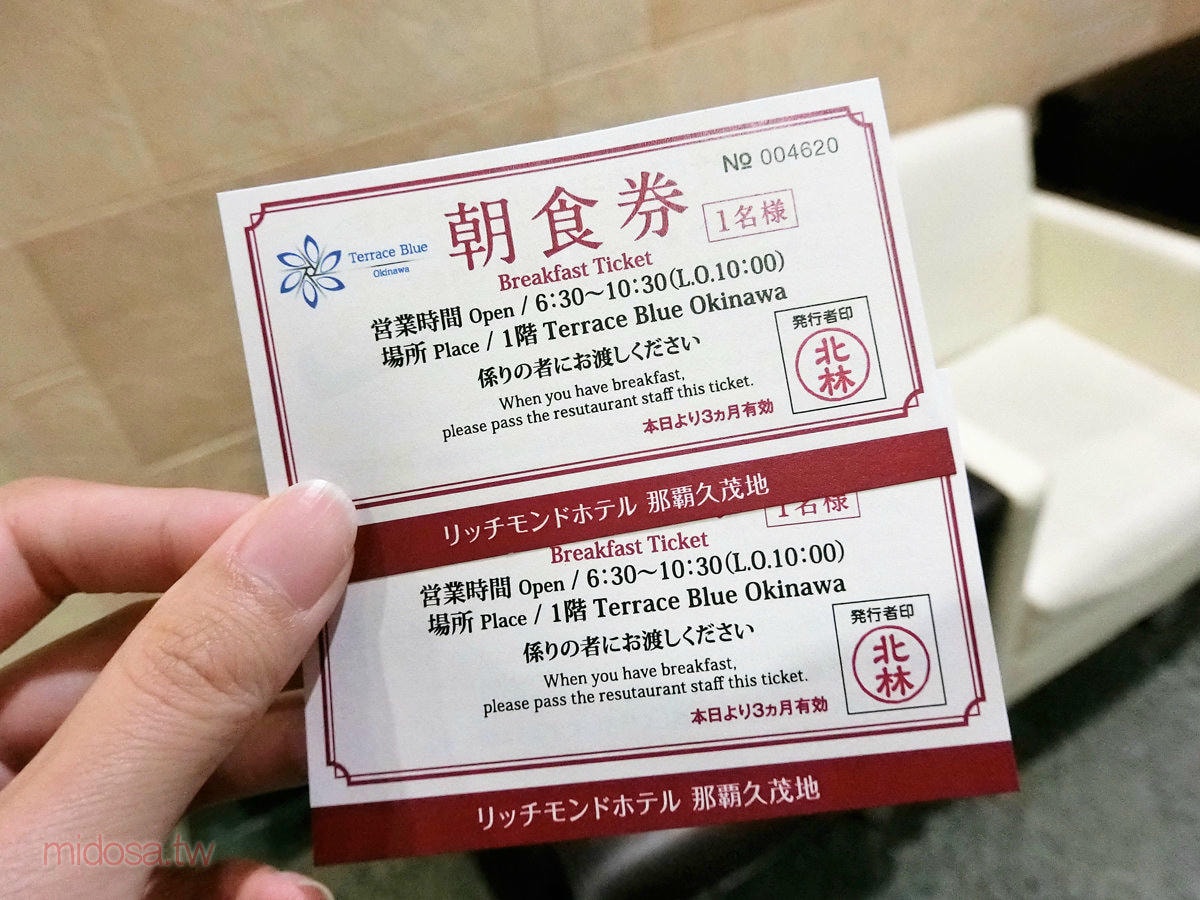 № 004620
Terrace Blue
Okinawa
朝食券
1名様
Breakfast Ticket
営業時間 Open / 6:30～10:30(L.O.10:00)
場所 Place / 1階 Terrace Blue Okinawa
係りの者にお渡しください
When you have breakfast,
please pass the resutaurant staff this ticket.
本日より3ヵ月有効
発行者印
北林
リッチモンドホテル 那覇久茂地
1名様
Breakfast Ticket
営業時間 Open / 6:30～10:30(L.O.10:00)
場所 Place / 1階 Terrace Blue Okinawa
係りの者にお渡しください
When you have breakfast,
please pass the resutaurant staff this ticket.
本日より3ヵ月有効
発行者印
北林
リッチモンドホテル 那覇久茂地
midosa.tw